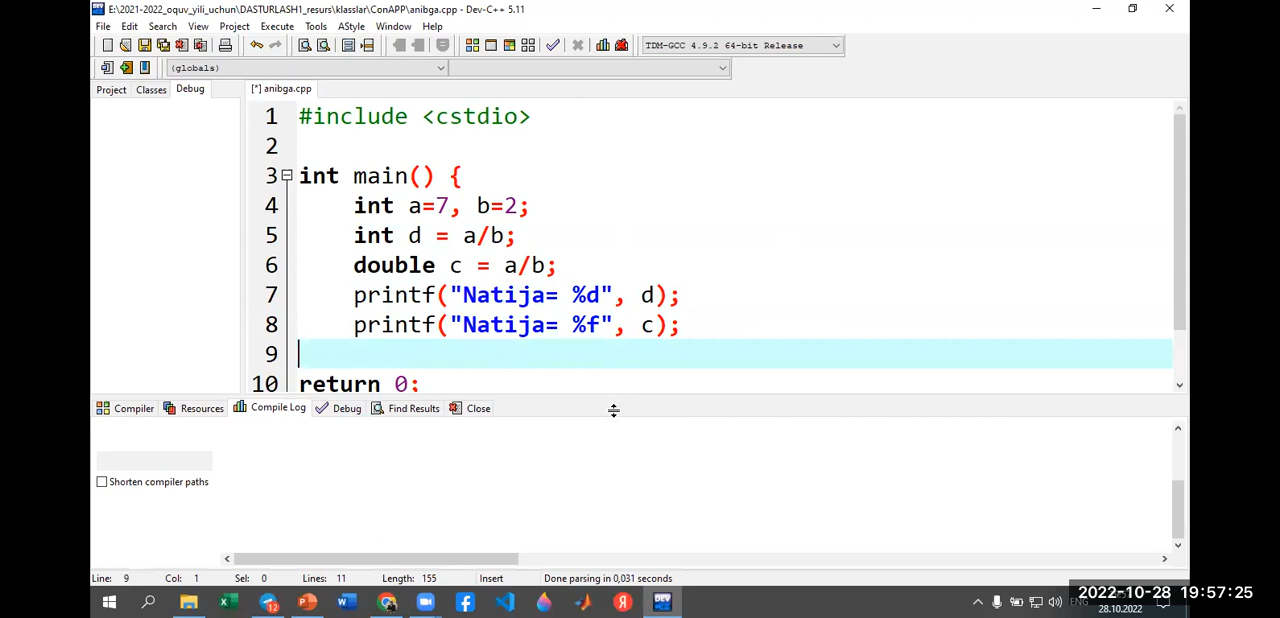 E:\2021-2022_oquv_yili_uchun\DASTURLASH1_resurs\klasslar\ConAPP\anibga.cpp - Dev-C++ 5.11
File Edit Search View Project Execute Tools AStyle Window Help
TDM-GCC 4.9.2 64-bit Release
(globals)
Project Classes Debug [*] anibga.cpp
1 #include <cstdio>
2
3 int main() {
4 int a=7, b=2;
5 int d = a/b;
6 double c = a/b;
7 printf("Natija= %d", d);
8 printf("Natija= %f", c);
9
10 return 0;
Compiler Resources Compile Log Debug Find Results Close
Shorten compiler paths
Line: 9 Col: 1 Sel: 0 Lines: 11 Length: 155 Insert Done parsing in 0,031 seconds
12
DEV
ENG
2022-10-28 19:57:25
28.10.2022